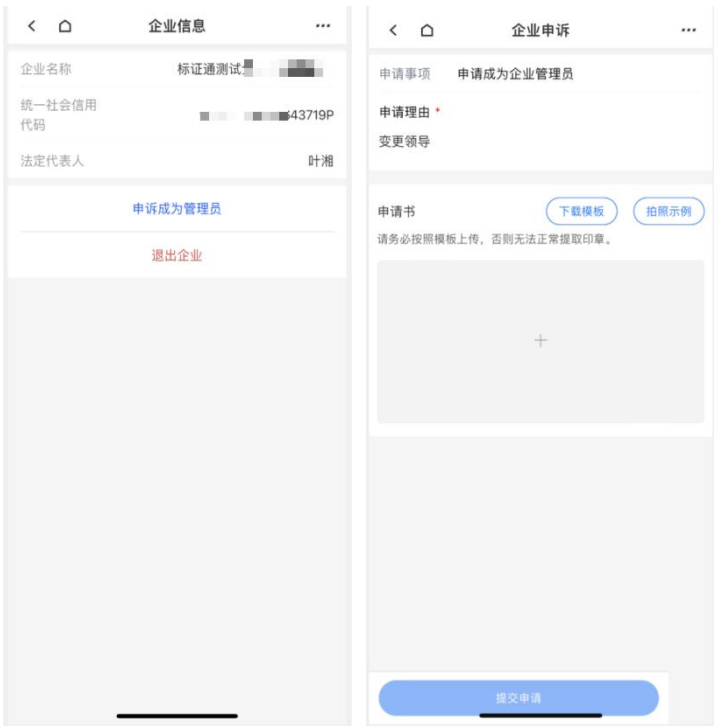 企业信息
企业名称 标证通测试
统一社会信用
代码 43719P
法定代表人 叶湘
申诉成为管理员
退出企业
企业申诉
申请事项 申请成为企业管理员
申请理由 *
变更领导
申请书 下载模板 拍照示例
请务必按照模板上传，否则无法正常提取印章。
提交申请